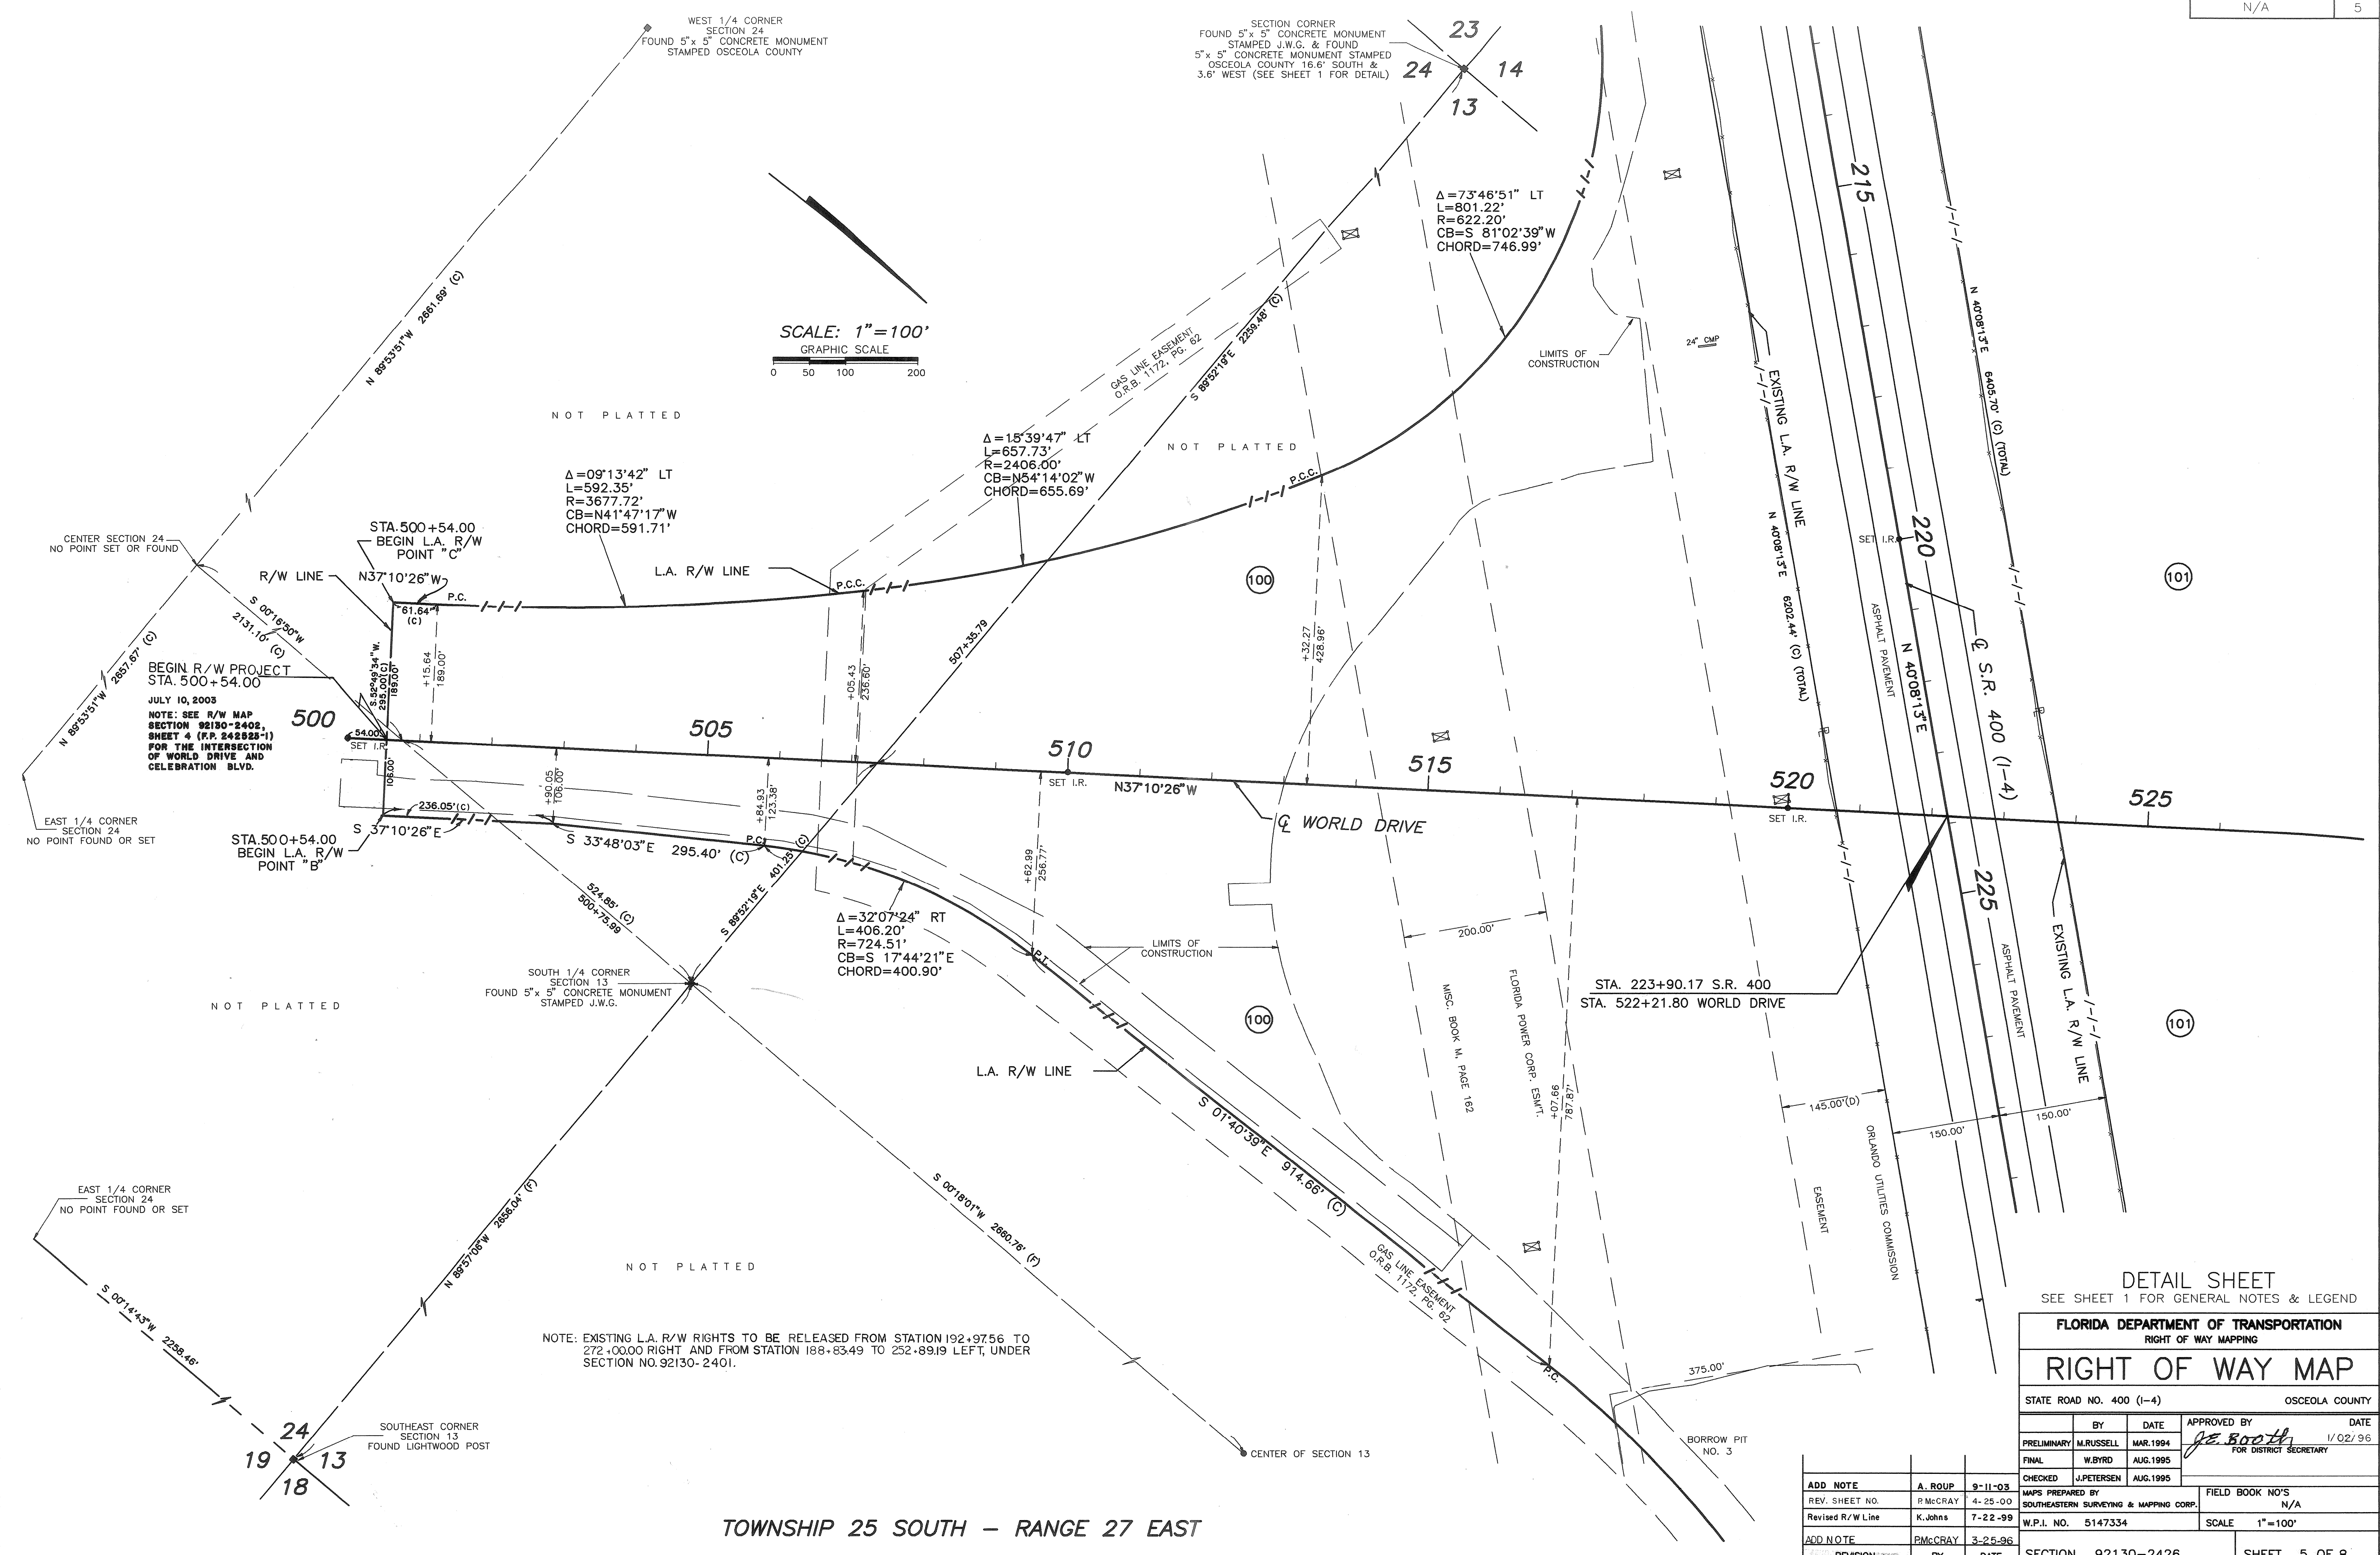 N/A
5
WEST 1/4 CORNER
SECTION 24
FOUND 5"x 5" CONCRETE MONUMENT
STAMPED OSCEOLA COUNTY
SECTION CORNER
FOUND 5"x 5" CONCRETE MONUMENT
STAMPED J.W.G. & FOUND
5"x 5" CONCRETE MONUMENT STAMPED
OSCEOLA COUNTY 16.6' SOUTH &
3.6' WEST (SEE SHEET 1 FOR DETAIL)
23
24
14
13
N 89°53'51"W 2661.69' (C)
SCALE: 1"=100'
GRAPHIC SCALE
0 50 100 200
Δ=73°46'51" LT
L=801.22'
R=622.20'
CB=S 81°02'39"W
CHORD=746.99'
GAS LINE EASEMENT
O.R.B. 1172, PG. 62
S 89°52'19"E 2259.48' (C)
LIMITS OF
CONSTRUCTION
24" CMP
EXISTING L.A. R/W LINE
N 40°08'13"E 6202.44' (C) (TOTAL)
215
N 40°08'13"E 6405.70' (C) (TOTAL)
NOT PLATTED
NOT PLATTED
Δ=09°13'42" LT
L=592.35'
R=3677.72'
CB=N41°47'17"W
CHORD=591.71'
Δ=15°39'47" LT
L=657.73'
R=2406.00'
CB=N54°14'02"W
CHORD=655.69'
P.C.C.
CENTER SECTION 24
NO POINT SET OR FOUND
STA.500+54.00
BEGIN L.A. R/W
POINT "C"
R/W LINE
N37°10'26"W
P.C.
61.64'
(C)
L.A. R/W LINE
P.C.C.
100
101
SET I.R.
220
ASPHALT PAVEMENT
N 40°08'13"E
℄ S.R. 400 (I-4)
S 00°16'50"W
2131.10' (C)
N 89°53'51"W 2657.67' (C)
BEGIN R/W PROJECT
STA. 500+54.00
JULY 10, 2003
NOTE: SEE R/W MAP
SECTION 92130-2402,
SHEET 4 (F.P. 242525-1)
FOR THE INTERSECTION
OF WORLD DRIVE AND
CELEBRATION BLVD.
S.52°49'34"W.
295.00'(C)
189.00'
+15.64
189.00'
+05.43
236.60'
507+35.79
+32.27
428.96'
500
54.00'
SET I.R.
505
510
SET I.R.
N37°10'26"W
515
520
SET I.R.
525
℄ WORLD DRIVE
106.00'
236.05'(C)
+90.05
106.00'
+84.93
123.38'
S 37°10'26"E
S 33°48'03"E 295.40' (C)
P.C.
+62.99
256.77'
EAST 1/4 CORNER
SECTION 24
NO POINT FOUND OR SET
STA.500+54.00
BEGIN L.A. R/W
POINT "B"
524.85' (C)
500+75.99
S 89°52'19"E 401.25' (C)
Δ=32°07'24" RT
L=406.20'
R=724.51'
CB=S 17°44'21"E
CHORD=400.90'
P.T.
LIMITS OF
CONSTRUCTION
200.00'
225
ASPHALT PAVEMENT
EXISTING L.A. R/W LINE
SOUTH 1/4 CORNER
SECTION 13
FOUND 5"x 5" CONCRETE MONUMENT
STAMPED J.W.G.
STA. 223+90.17 S.R. 400
STA. 522+21.80 WORLD DRIVE
NOT PLATTED
100
101
MISC. BOOK M. PAGE 162
FLORIDA POWER CORP. ESM'T.
L.A. R/W LINE
+07.66
787.87'
145.00'(D)
150.00'
150.00'
ORLANDO UTILITIES COMMISSION
EASEMENT
S 01°40'39"E 914.66' (C)
EAST 1/4 CORNER
SECTION 24
NO POINT FOUND OR SET
N 89°57'06"W 2656.04' (F)
S 00°18'01"W 2660.76' (F)
GAS LINE EASEMENT
O.R.B. 1172, PG. 62
NOT PLATTED
S 00°14'43"W 2258.46'
NOTE: EXISTING L.A. R/W RIGHTS TO BE RELEASED FROM STATION 192+97.56 TO
272+00.00 RIGHT AND FROM STATION 188+83.49 TO 252+89.19 LEFT, UNDER
SECTION NO. 92130-2401.
P.C.
375.00'
BORROW PIT
NO. 3
24
19
13
18
SOUTHEAST CORNER
SECTION 13
FOUND LIGHTWOOD POST
CENTER OF SECTION 13
TOWNSHIP 25 SOUTH – RANGE 27 EAST
DETAIL SHEET
SEE SHEET 1 FOR GENERAL NOTES & LEGEND
FLORIDA DEPARTMENT OF TRANSPORTATION
RIGHT OF WAY MAPPING
RIGHT OF WAY MAP
STATE ROAD NO. 400 (I-4) OSCEOLA COUNTY
BY DATE
APPROVED BY DATE
PRELIMINARY M.RUSSELL MAR.1994
J.E. Booth 1/02/96
FOR DISTRICT SECRETARY
FINAL W.BYRD AUG.1995
CHECKED J.PETERSEN AUG.1995
MAPS PREPARED BY
SOUTHEASTERN SURVEYING & MAPPING CORP.
FIELD BOOK NO'S
N/A
W.P.I. NO. 5147334
SCALE 1"=100'
SECTION 92130-2426
SHEET 5 OF 8
ADD NOTE A. ROUP 9-11-03
REV. SHEET NO. P.McCRAY 4-25-00
Revised R/W Line K.Johns 7-22-99
ADD NOTE P.McCRAY 3-25-96
REVISION BY DATE